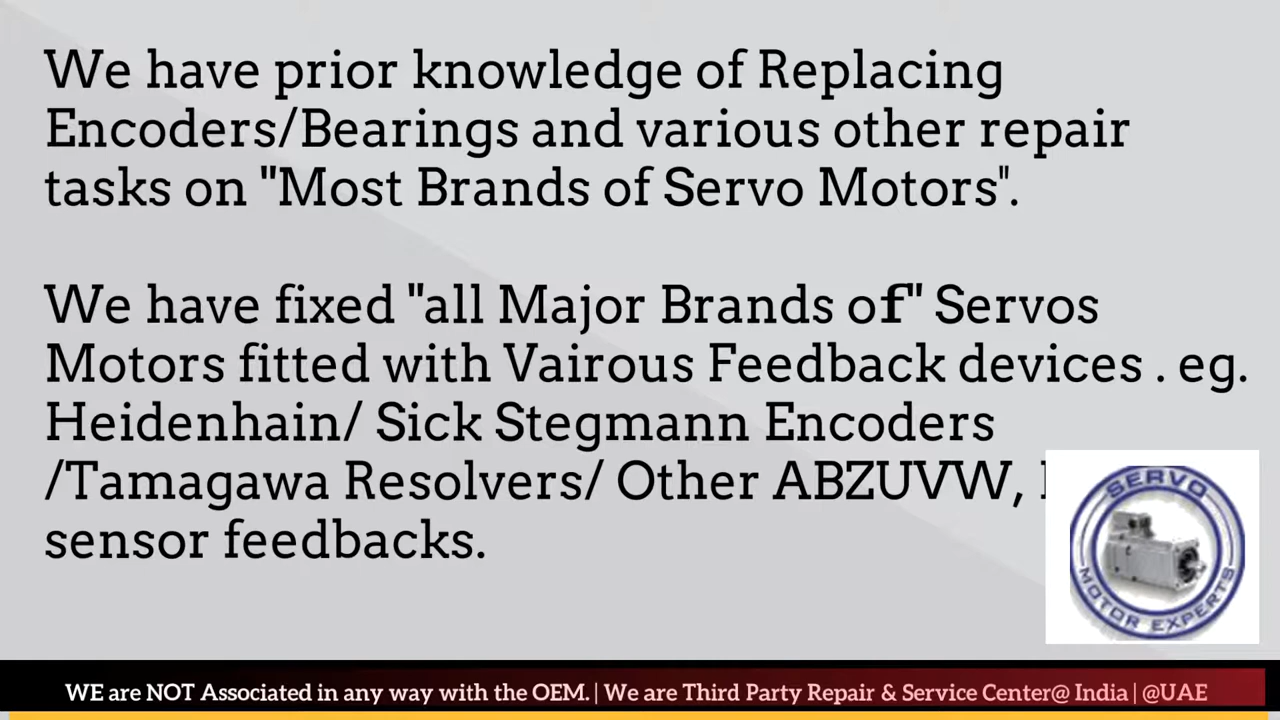 We have prior knowledge of Replacing
Encoders/Bearings and various other repair
tasks on "Most Brands of Servo Motors".
We have fixed "all Major Brands of" Servos
Motors fitted with Vairous Feedback devices . eg.
Heidenhain/ Sick Stegmann Encoders
/Tamagawa Resolvers/ Other ABZUVW,
sensor feedbacks.
SERVO
MOTOR EXPERTS
WE are NOT Associated in any way with the OEM. | We are Third Party Repair & Service Center@ India | @UAE